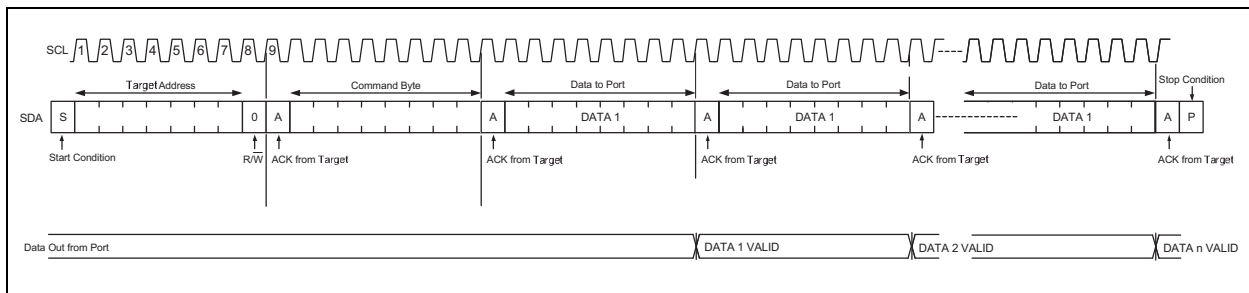 SCL 1 2 3 4 5 6 7 8 9
Target Address Command Byte Data to Port Data to Port Data to Port Stop Condition
SDA S 0 A A DATA 1 A DATA 1 A DATA 1 A P
Start Condition R/W ACK from Target ACK from Target ACK from Target ACK from Target ACK from Target
Data Out from Port DATA 1 VALID DATA 2 VALID DATA n VALID